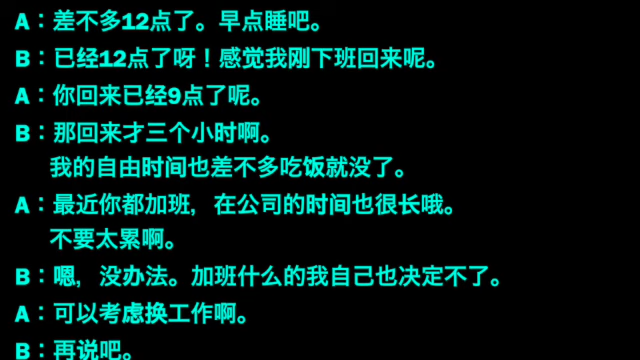 A：差不多12点了。早点睡吧。
B：已经12点了呀！感觉我刚下班回来呢。
A：你回来已经9点了呢。
B：那回来才三个小时啊。
我的自由时间也差不多吃饭就没了。
A：最近你都加班，在公司的时间也很长哦。
不要太累啊。
B：嗯，没办法。加班什么的我自己也决定不了。
A：可以考虑换工作啊。
B：再说吧。